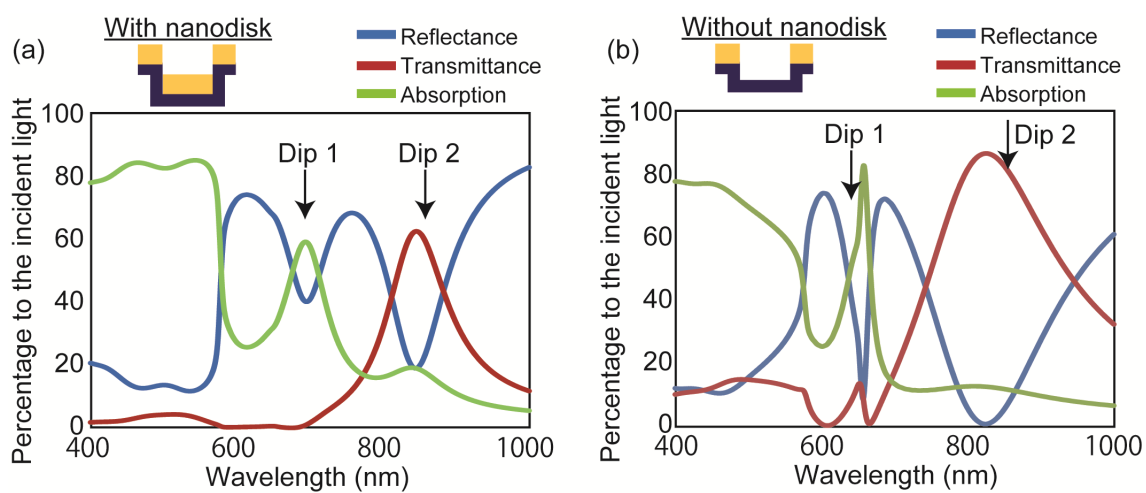 (a)
With nanodisk
Reflectance
Transmittance
Absorption
Percentage to the incident light
100
80
60
40
20
0
Dip 1
Dip 2
400
600
800
1000
Wavelength (nm)
(b)
Without nanodisk
Reflectance
Transmittance
Absorption
Percentage to the incident light
100
80
60
40
20
0
Dip 1
Dip 2
400
600
800
1000
Wavelength (nm)